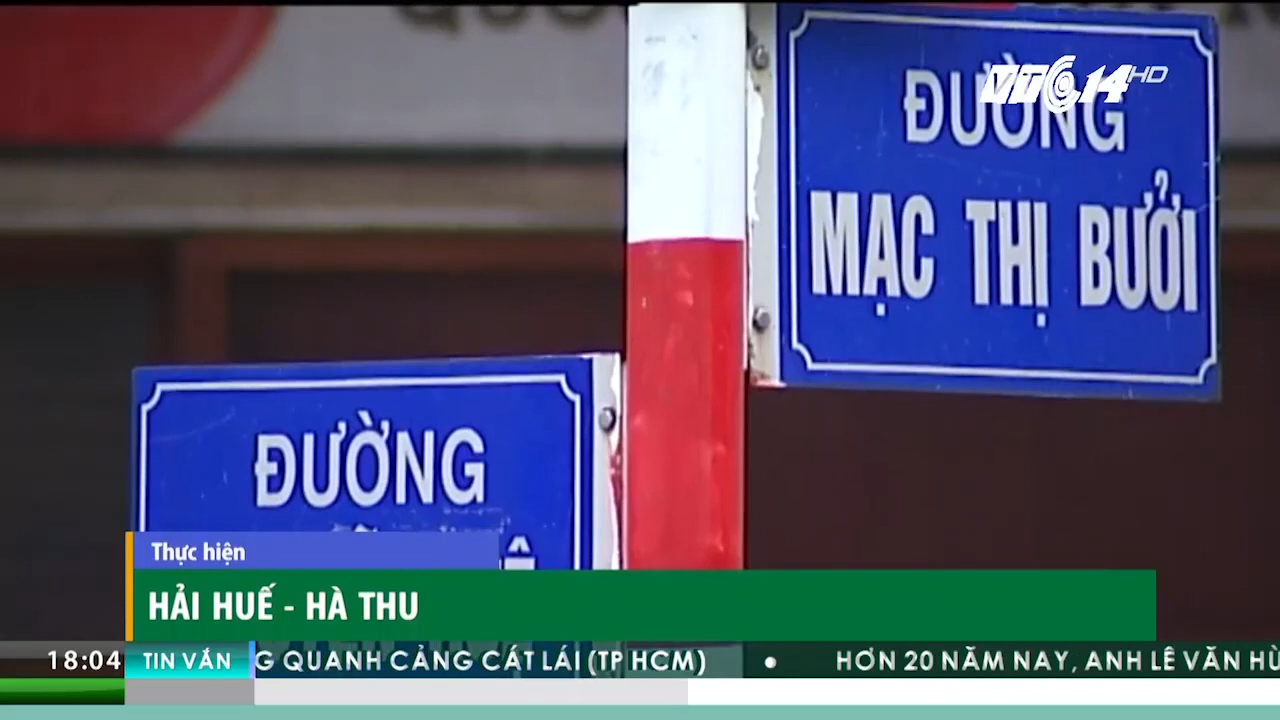 VTC14 HD
ĐƯỜNG
MẠC THỊ BƯỞI
ĐƯỜNG
Thực hiện
HẢI HUẾ - HÀ THU
18:04 TIN VẮN G QUANH CẢNG CÁT LÁI (TP HCM) • HƠN 20 NĂM NAY, ANH LÊ VĂN HÙ